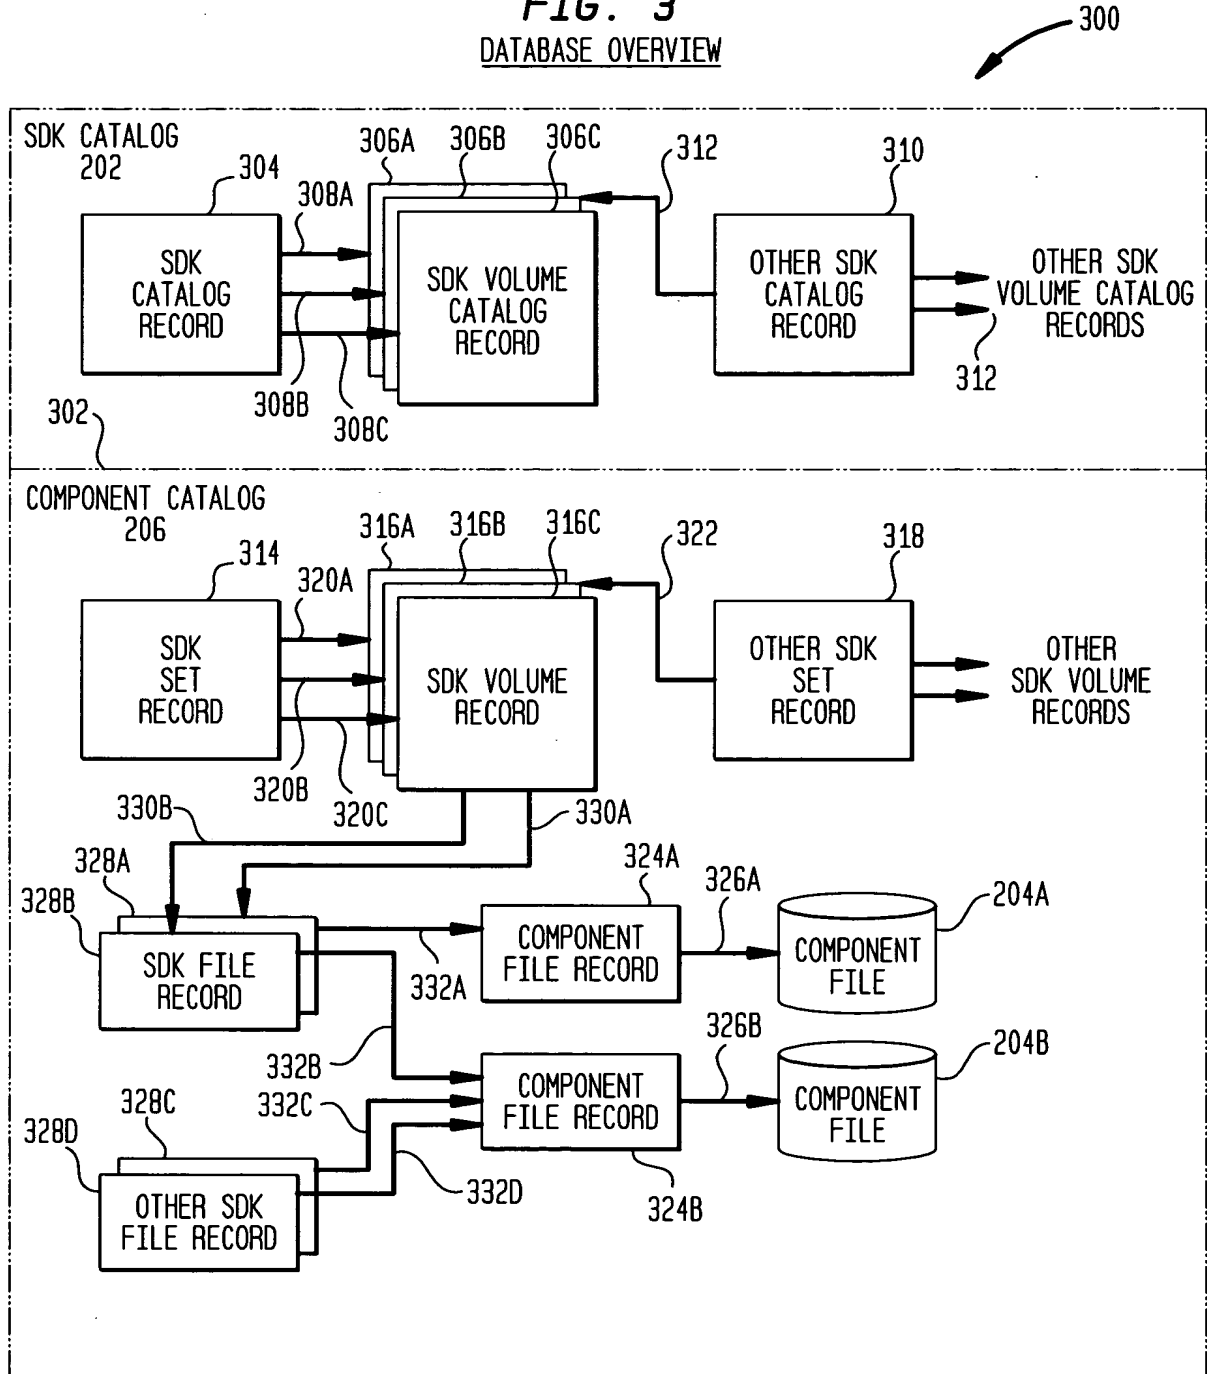 FIG. 3
DATABASE OVERVIEW
300
SDK CATALOG
202
304
308A
306A
306B
306C
312
310
SDK
CATALOG
RECORD
SDK VOLUME
CATALOG
RECORD
OTHER SDK
CATALOG
RECORD
OTHER SDK
VOLUME CATALOG
RECORDS
312
308B
308C
302
COMPONENT CATALOG
206
314
320A
316A
316B
316C
322
318
SDK
SET
RECORD
SDK VOLUME
RECORD
OTHER SDK
SET
RECORD
OTHER
SDK VOLUME
RECORDS
320B
320C
330B
330A
328A
328B
324A
326A
204A
SDK FILE
RECORD
332A
COMPONENT
FILE RECORD
COMPONENT
FILE
332B
326B
204B
328C
332C
328D
COMPONENT
FILE RECORD
COMPONENT
FILE
OTHER SDK
FILE RECORD
332D
324B